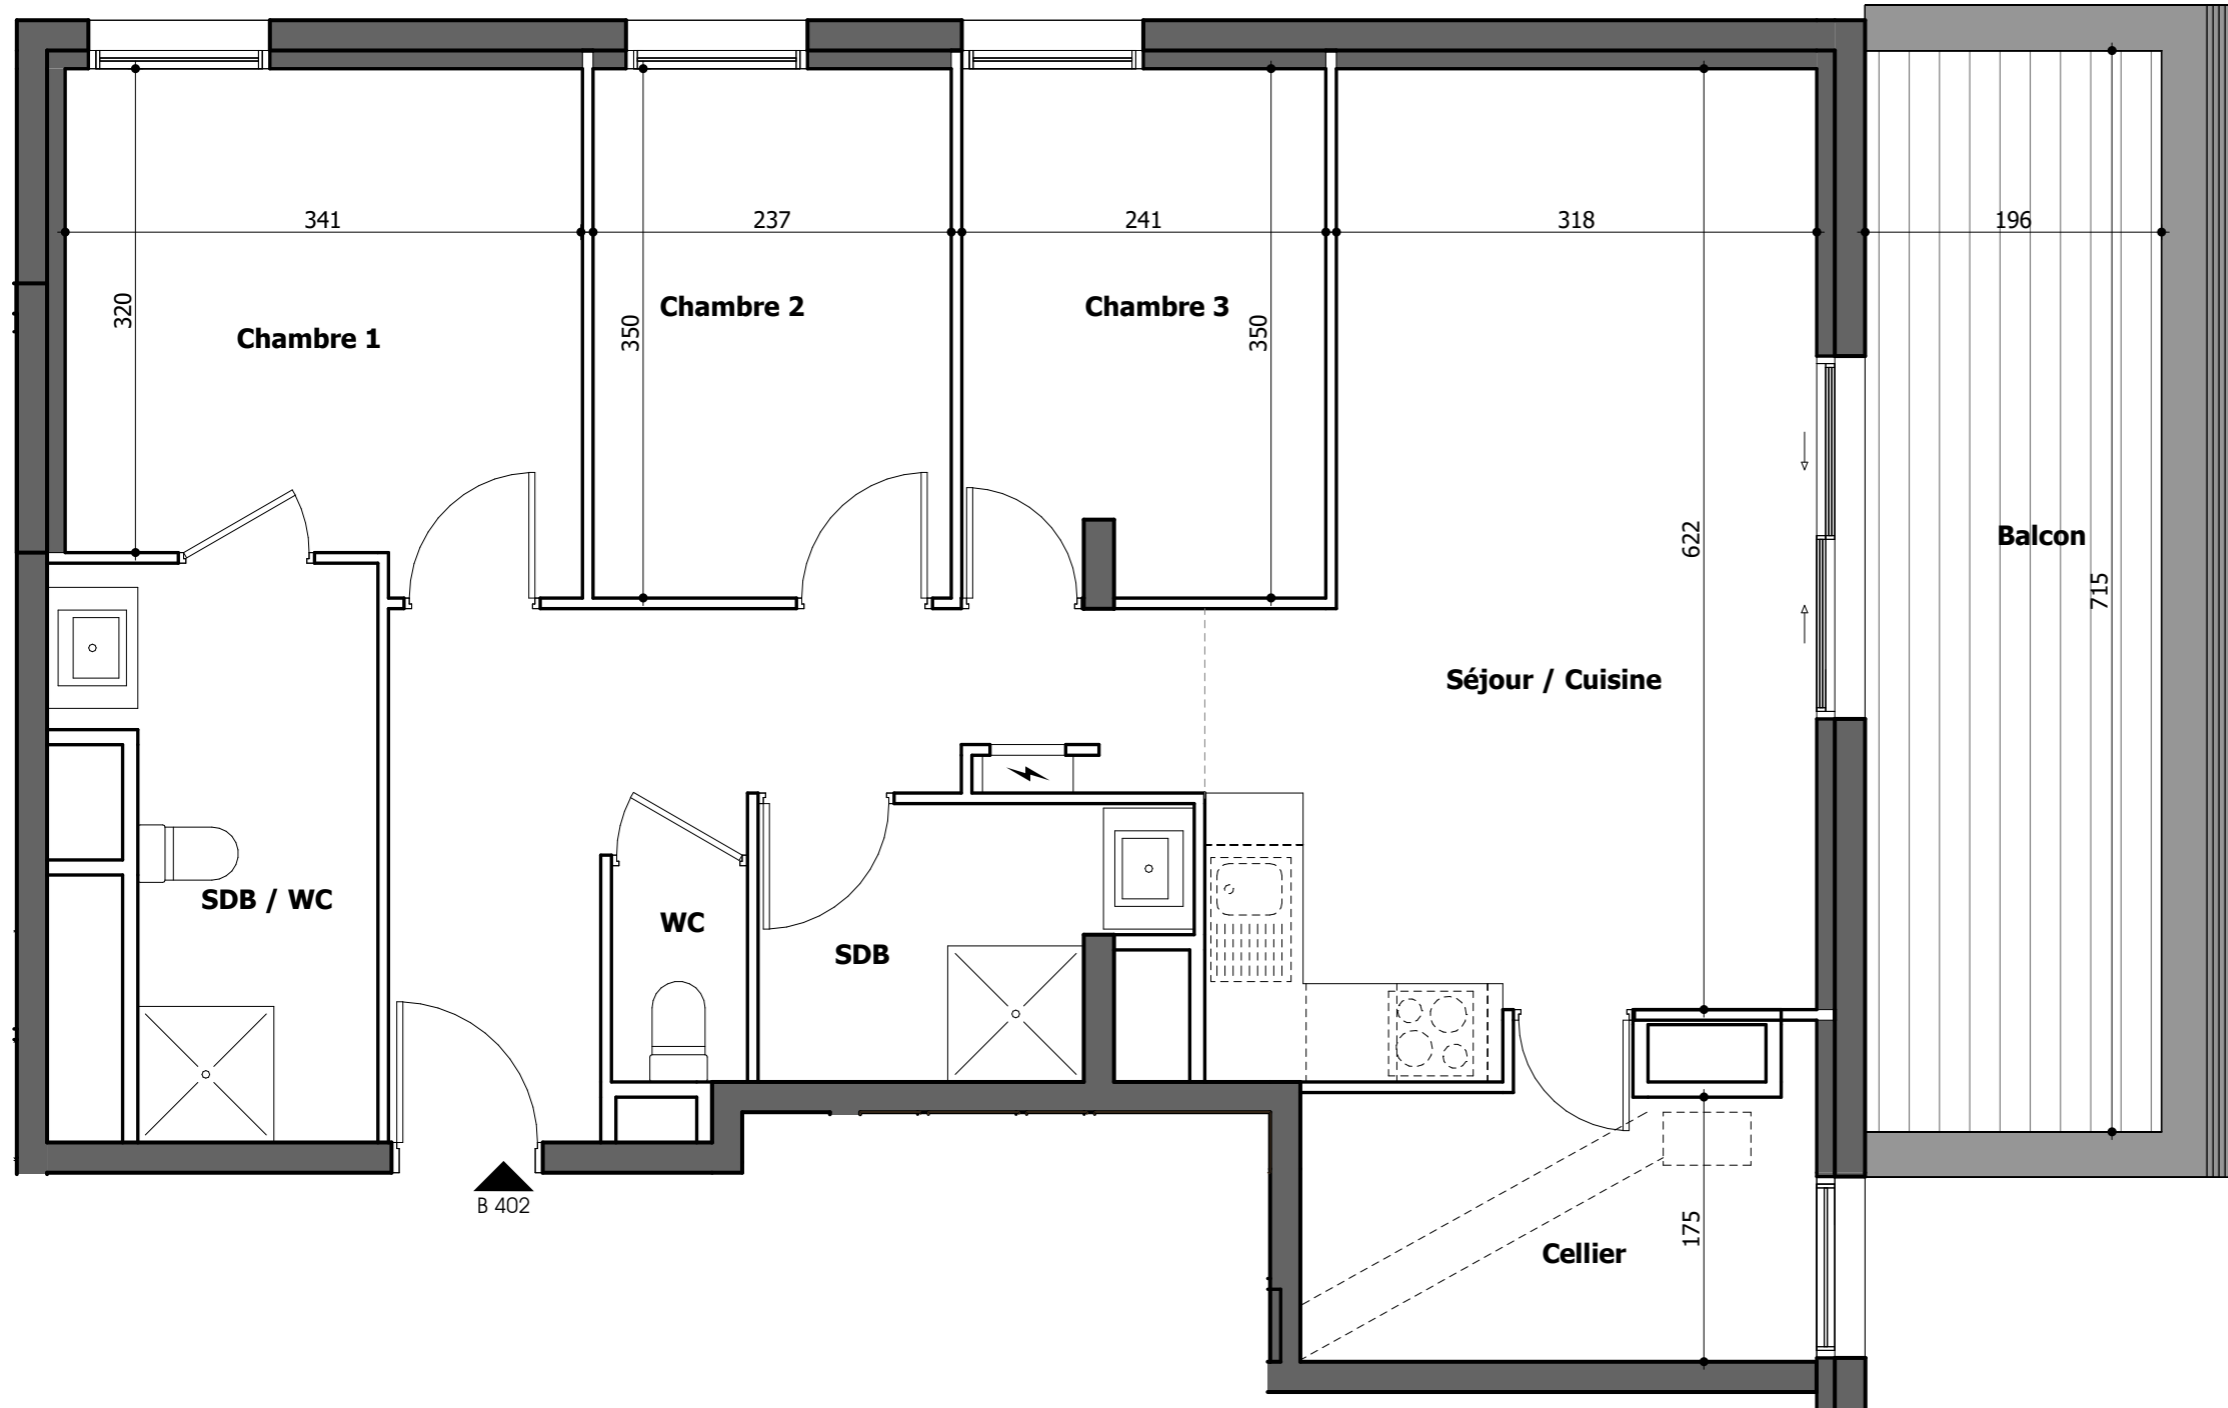 341
237
241
318
196
320
Chambre 1
350
Chambre 2
Chambre 3
350
622
Balcon
715
Séjour / Cuisine
SDB / WC
WC
SDB
B 402
175
Cellier